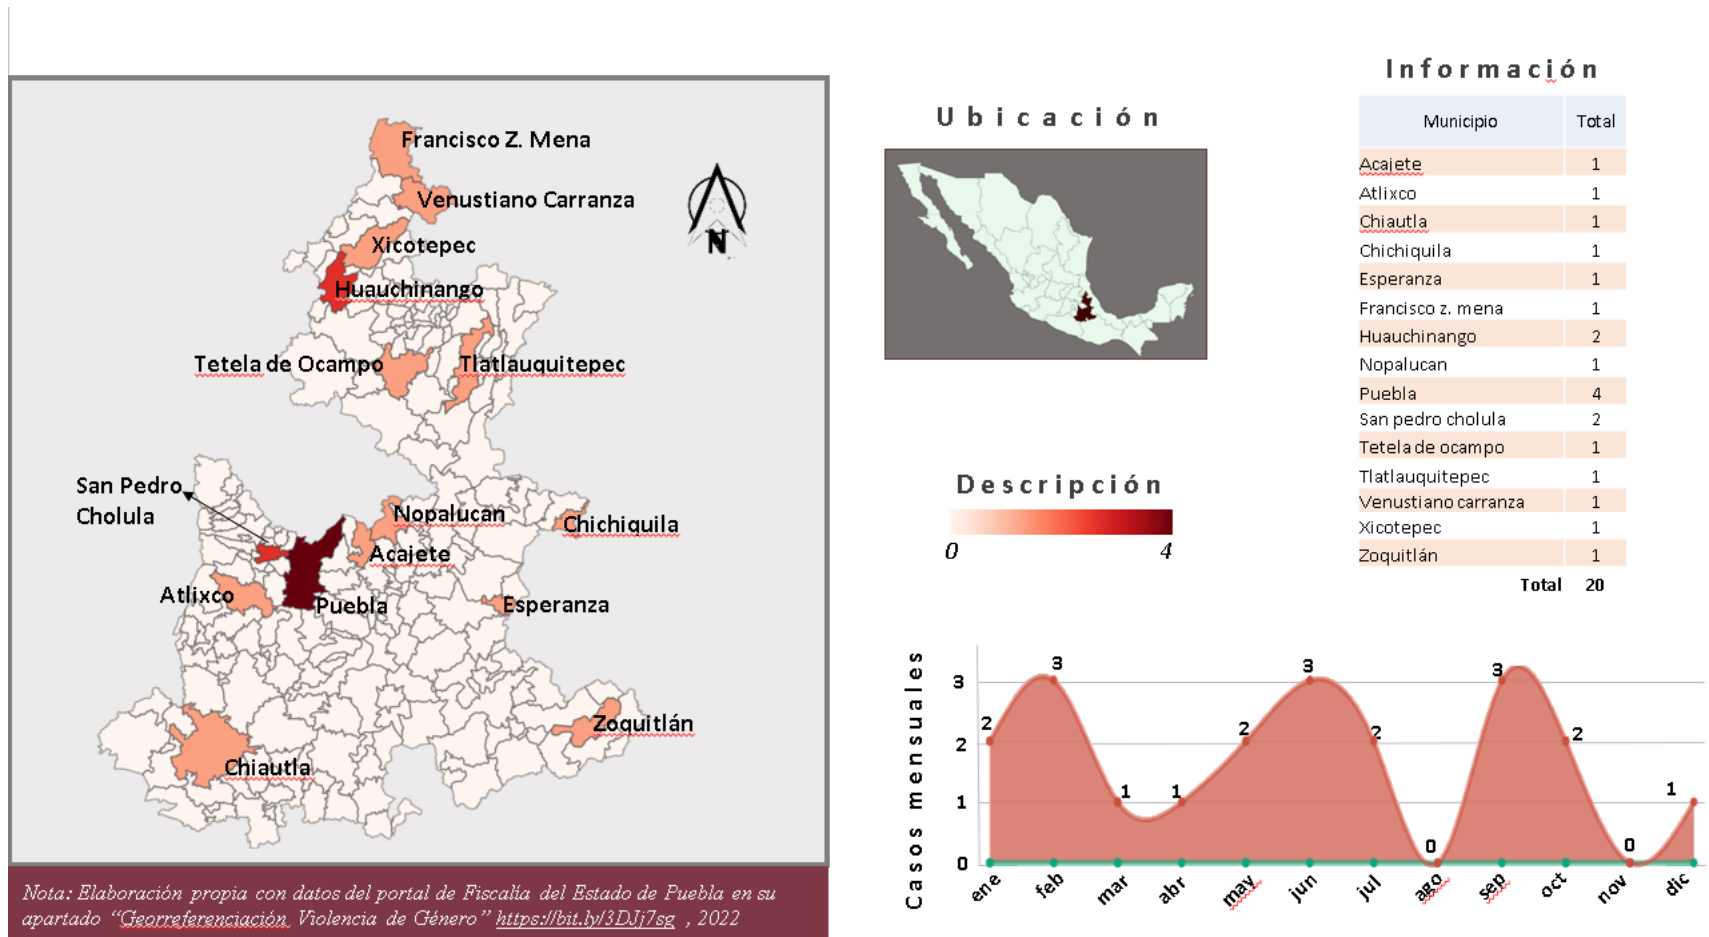 Francisco Z. Mena
Venustiano Carranza
Xicotepec
Huauchinango
Tetela de Ocampo
Tlatlauquitepec
San Pedro
Cholula
Nopalucan
Chichiquila
Acajete
Atlixco
Puebla
Esperanza
Zoquitlán
Chiautla
N
Nota: Elaboración propia con datos del portal de Fiscalía del Estado de Puebla en su
apartado “Georreferenciación Violencia de Género” https://bit.ly/3DJj7sg , 2022
Ubicación
Descripción
0 4
Información
Municipio Total
Acajete 1
Atlixco 1
Chiautla 1
Chichiquila 1
Esperanza 1
Francisco z. mena 1
Huauchinango 2
Nopalucan 1
Puebla 4
San pedro cholula 2
Tetela de ocampo 1
Tlatlauquitepec 1
Venustiano carranza 1
Xicotepec 1
Zoquitlán 1
Total 20
Casos mensuales
3
2
1
0
2 3 1 1 2 3 2 0 3 2 0 1
ene feb mar abr may jun jul ago sep oct nov dic